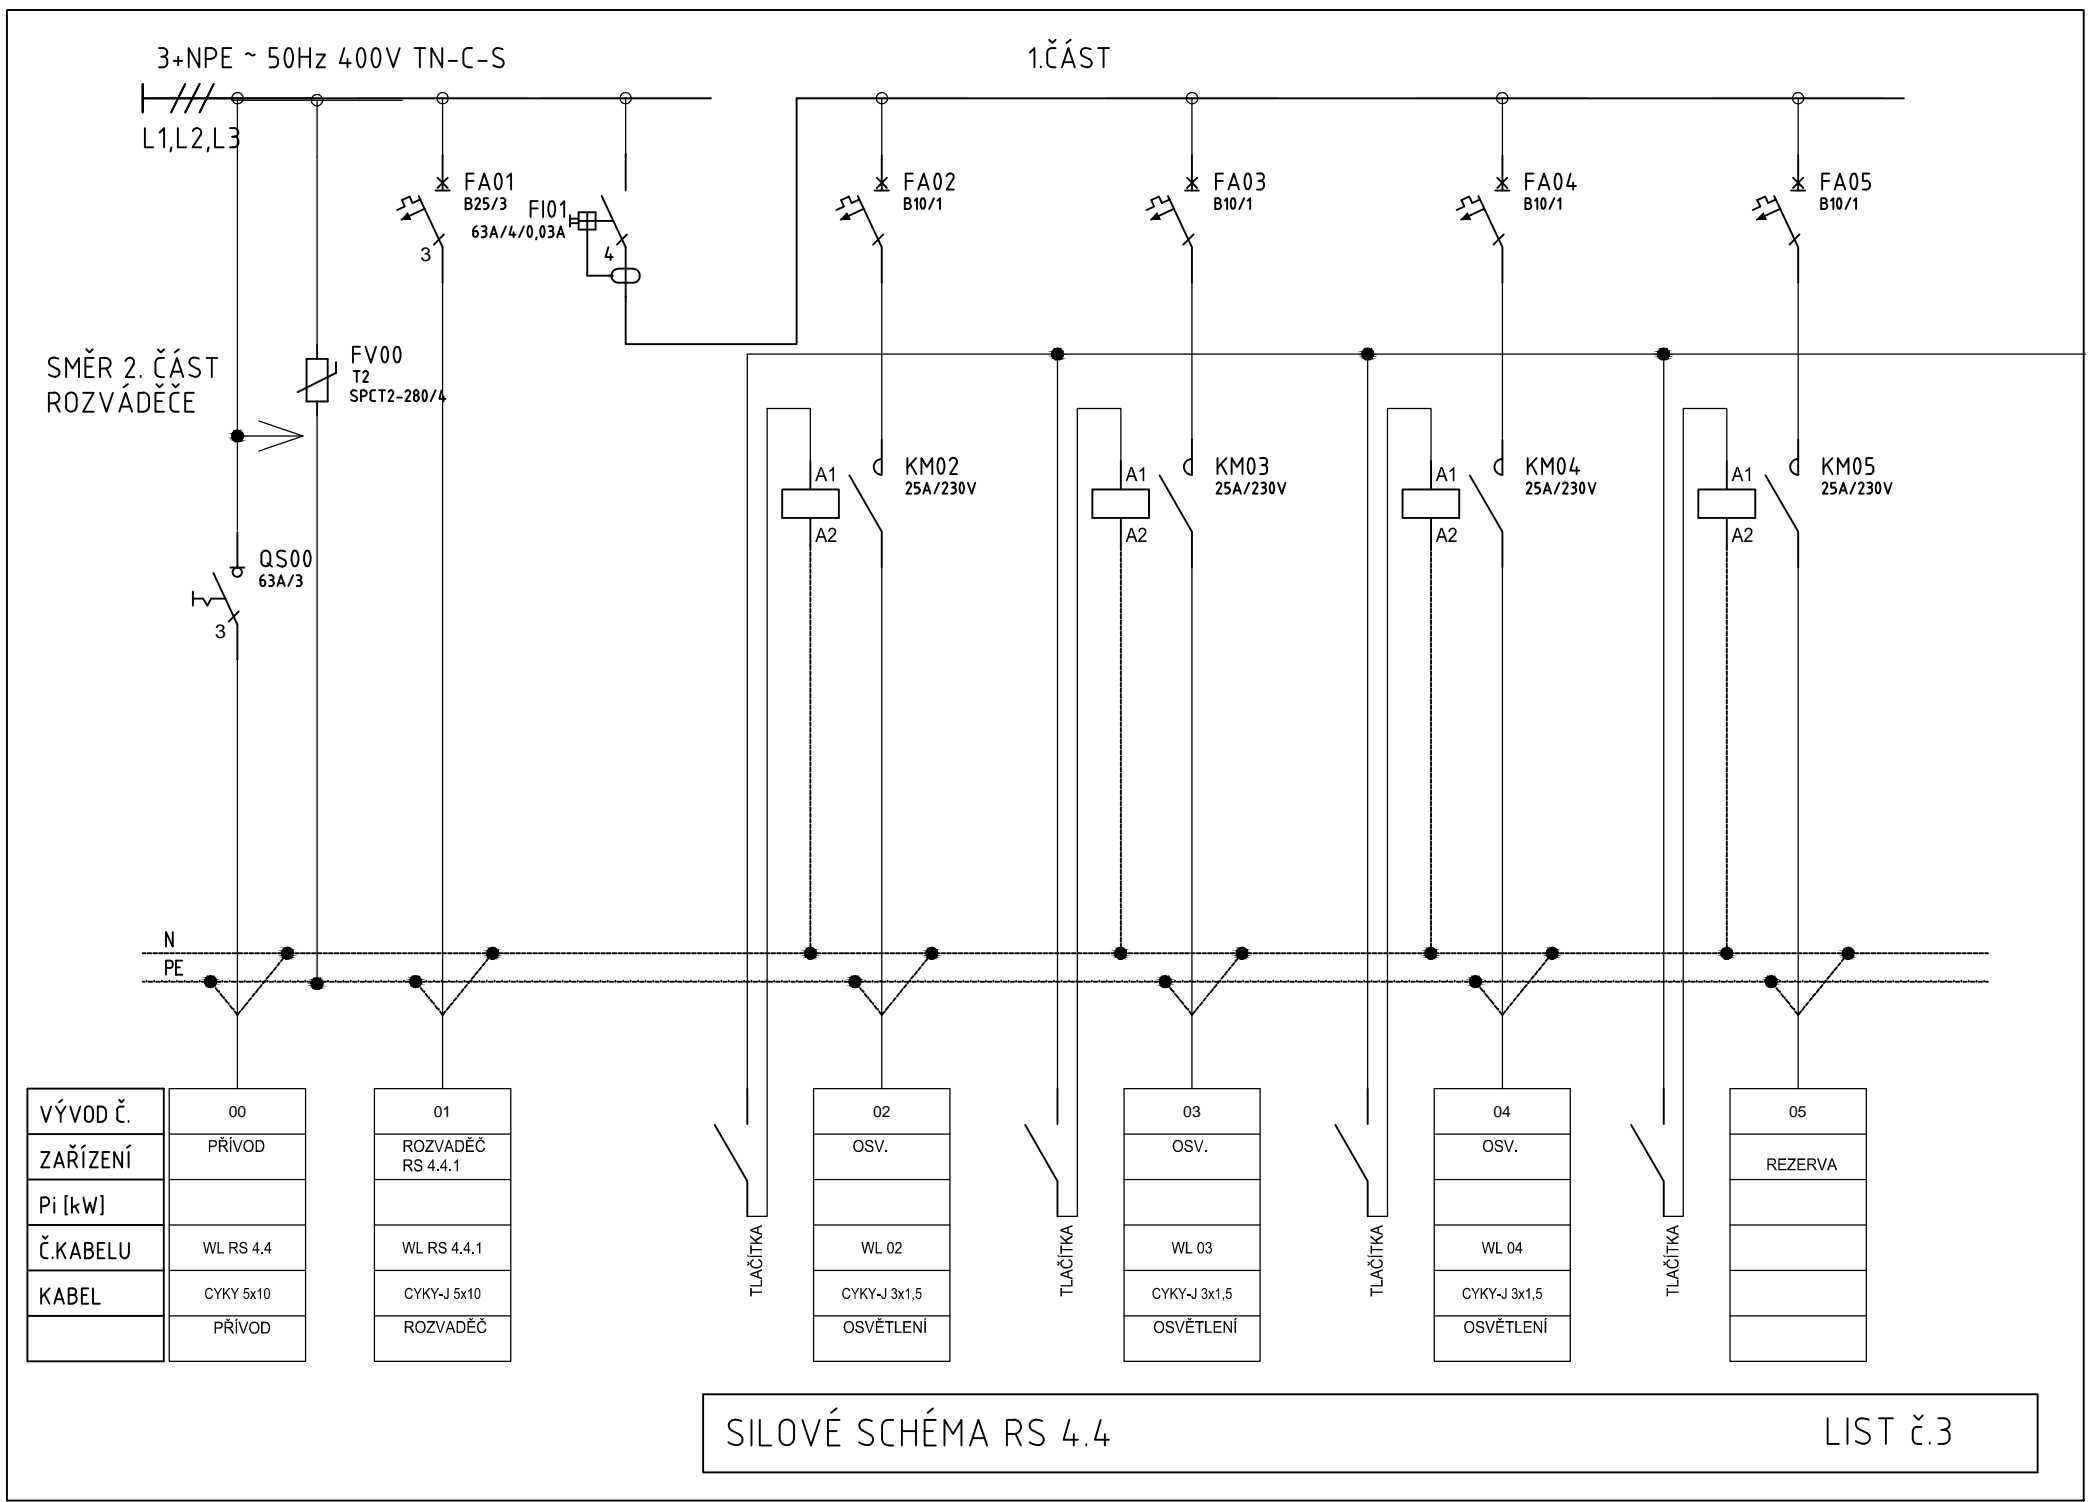 3+NPE ~ 50Hz 400V TN-C-S
1.ČÁST
L1,L2,L3
FA01
B25/3
3
FI01
63A/4/0,03A
4
FA02
B10/1
FA03
B10/1
FA04
B10/1
FA05
B10/1
SMĚR 2. ČÁST
ROZVÁDĚČE
FV00
T2
SPCT2-280/4
A1
A2
KM02
25A/230V
A1
A2
KM03
25A/230V
A1
A2
KM04
25A/230V
A1
A2
KM05
25A/230V
QS00
63A/3
3
N
PE
VÝVOD Č.
00
01
02
03
04
05
ZAŘÍZENÍ
PŘÍVOD
ROZVADĚČ
RS 4.4.1
OSV.
OSV.
OSV.
REZERVA
Pi [kW]
Č.KABELU
WL RS 4.4
WL RS 4.4.1
WL 02
WL 03
WL 04
KABEL
CYKY 5x10
CYKY-J 5x10
CYKY-J 3x1,5
CYKY-J 3x1,5
CYKY-J 3x1,5
PŘÍVOD
ROZVADĚČ
OSVĚTLENÍ
OSVĚTLENÍ
OSVĚTLENÍ
TLAČÍTKA
TLAČÍTKA
TLAČÍTKA
TLAČÍTKA
SILOVÉ SCHÉMA RS 4.4
LIST č.3